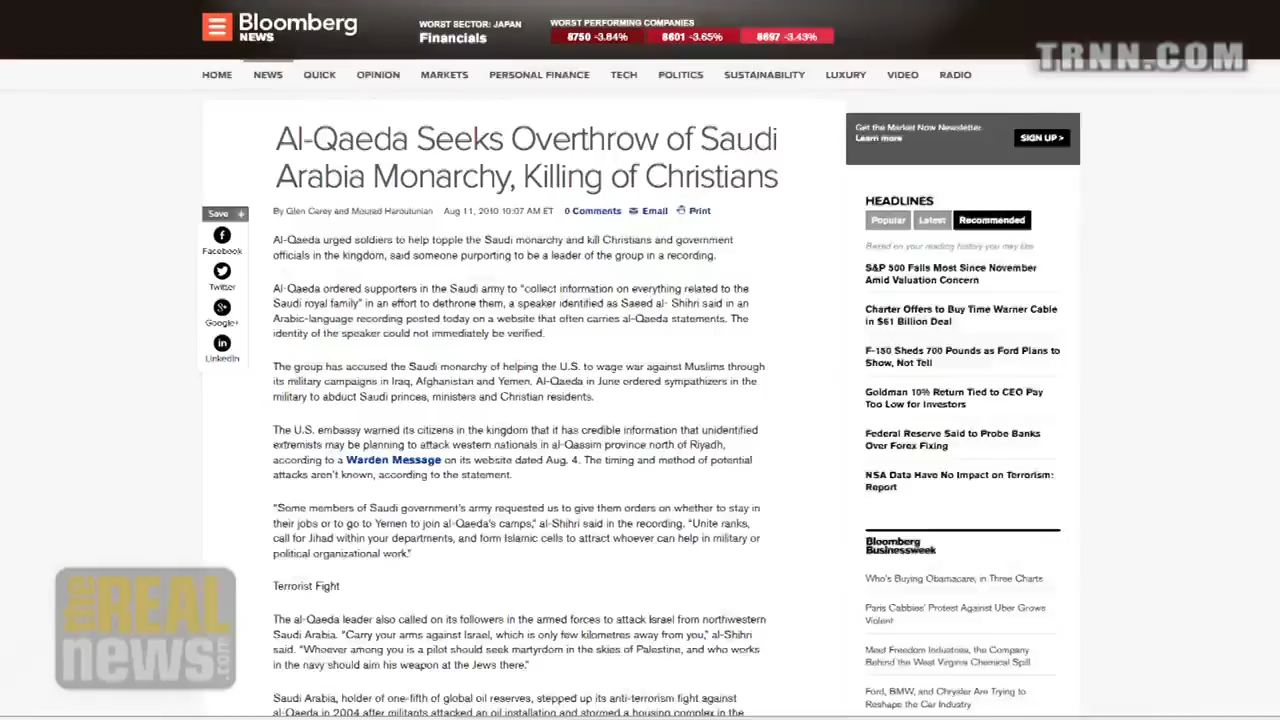 Bloomberg
NEWS
WORST SECTOR: JAPAN
Financials
WORST PERFORMING COMPANIES
8750 -3.84% 8601 -3.65% 8697 -3.43%
TRNN.COM
HOME NEWS QUICK OPINION MARKETS PERSONAL FINANCE TECH POLITICS SUSTAINABILITY LUXURY VIDEO RADIO
Al-Qaeda Seeks Overthrow of Saudi
Arabia Monarchy, Killing of Christians
By Glen Carey and Mourad Haroutunian Aug 11, 2010 10:07 AM ET 0 Comments Email Print
Save +
Facebook
Twitter
Google+
LinkedIn
Al-Qaeda urged soldiers to help topple the Saudi monarchy and kill Christians and government
officials in the kingdom, said someone purporting to be a leader of the group in a recording.
Al-Qaeda ordered supporters in the Saudi army to “collect information on everything related to the
Saudi royal family” in an effort to dethrone them, a speaker identified as Saeed al- Shihri said in an
Arabic-language recording posted today on a website that often carries al-Qaeda statements. The
identity of the speaker could not immediately be verified.
The group has accused the Saudi monarchy of helping the U.S. to wage war against Muslims through
its military campaigns in Iraq, Afghanistan and Yemen. Al-Qaeda in June ordered sympathizers in the
military to abduct Saudi princes, ministers and Christian residents.
The U.S. embassy warned its citizens in the kingdom that it has credible information that unidentified
extremists may be planning to attack western nationals in al-Qassim province north of Riyadh,
according to a Warden Message on its website dated Aug. 4. The timing and method of potential
attacks aren’t known, according to the statement.
“Some members of Saudi government’s army requested us to give them orders on whether to stay in
their jobs or to go to Yemen to join al-Qaeda’s camps,” al-Shihri said in the recording. “Unite ranks,
call for Jihad within your departments, and form Islamic cells to attract whoever can help in military or
political organizational work.”
Terrorist Fight
The al-Qaeda leader also called on its followers in the armed forces to attack Israel from northwestern
Saudi Arabia. “Carry your arms against Israel, which is only few kilometres away from you,” al-Shihri
said. “Whoever among you is a pilot should seek martyrdom in the skies of Palestine, and who works
in the navy should aim his weapon at the Jews there.”
Saudi Arabia, holder of one-fifth of global oil reserves, stepped up its anti-terrorism fight against
al-Qaeda in 2004 after militants attacked an oil installation and stormed a housing complex in the
Get the Market Now Newsletter.
Learn more
SIGN UP >
HEADLINES
Popular Latest Recommended
Based on your reading history you may like
S&P 500 Falls Most Since November
Amid Valuation Concern
Charter Offers to Buy Time Warner Cable
in $61 Billion Deal
F-150 Sheds 700 Pounds as Ford Plans to
Show, Not Tell
Goldman 10% Return Tied to CEO Pay
Too Low for Investors
Federal Reserve Said to Probe Banks
Over Forex Fixing
NSA Data Have No Impact on Terrorism:
Report
Bloomberg
Businessweek
Who's Buying Obamacare, in Three Charts
Paris Cabbies' Protest Against Uber Grows
Violent
Meet Freedom Industries, the Company
Behind the West Virginia Chemical Spill
Ford, BMW, and Chrysler Are Trying to
Reshape the Car Industry
the REAL
news.com